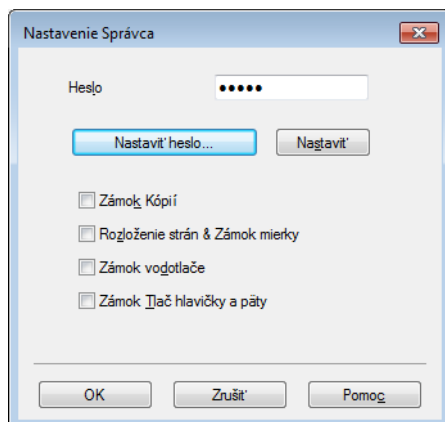 Nastavenie Správca
Heslo
•••••
Nastaviť heslo...
Nastaviť
Zámok Kópií
Rozloženie strán & Zámok mierky
Zámok vodotlače
Zámok Tlač hlavičky a päty
OK
Zrušiť
Pomoc